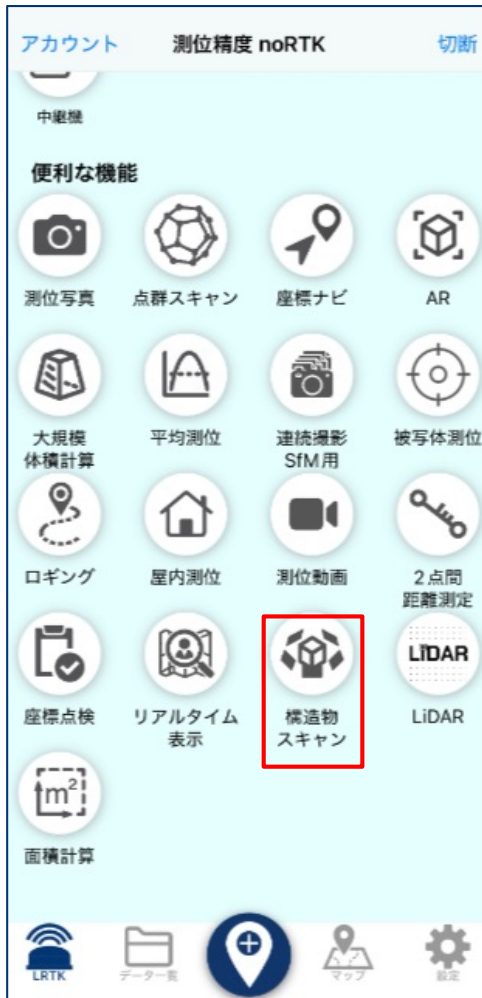 アカウント 測位精度 noRTK 切断
中継機
便利な機能
測位写真 点群スキャン 座標ナビ AR
大規模 平均測位 連続撮影 被写体測位
体積計算 SfM用
ロギング 屋内測位 測位動画 2点間
距離測定
LiDAR
座標点検 リアルタイム 構造物 LiDAR
表示 スキャン
m²
面積計算
LRTK データ一覧 マップ 設定